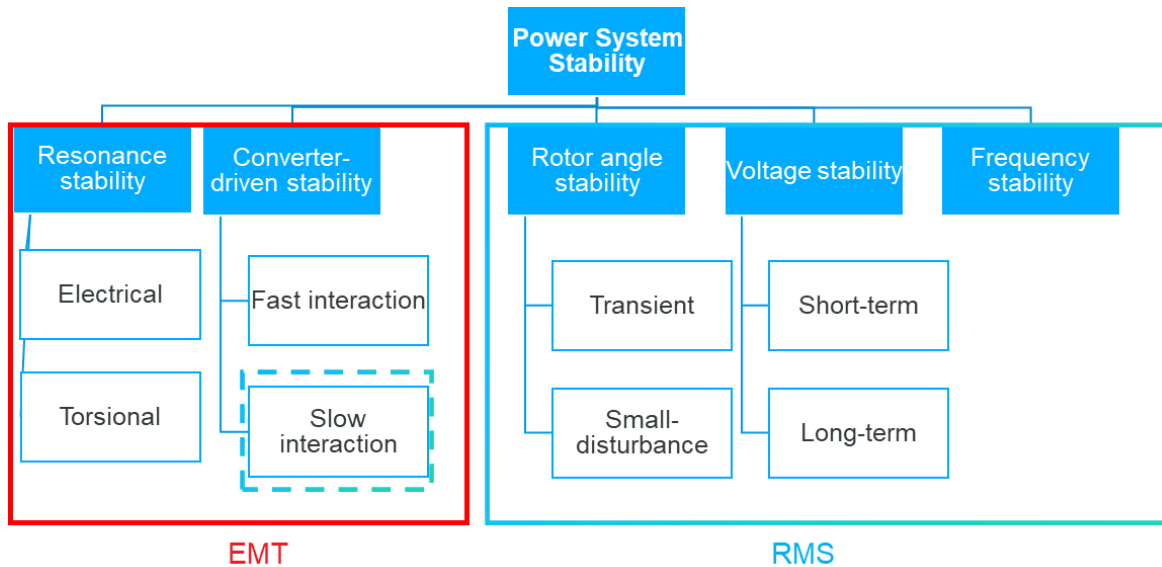 Power System
Stability
Resonance
stability
Converter-
driven stability
Rotor angle
stability
Voltage stability
Frequency
stability
Electrical
Fast interaction
Transient
Short-term
Torsional
Slow
interaction
Small-
disturbance
Long-term
EMT
RMS